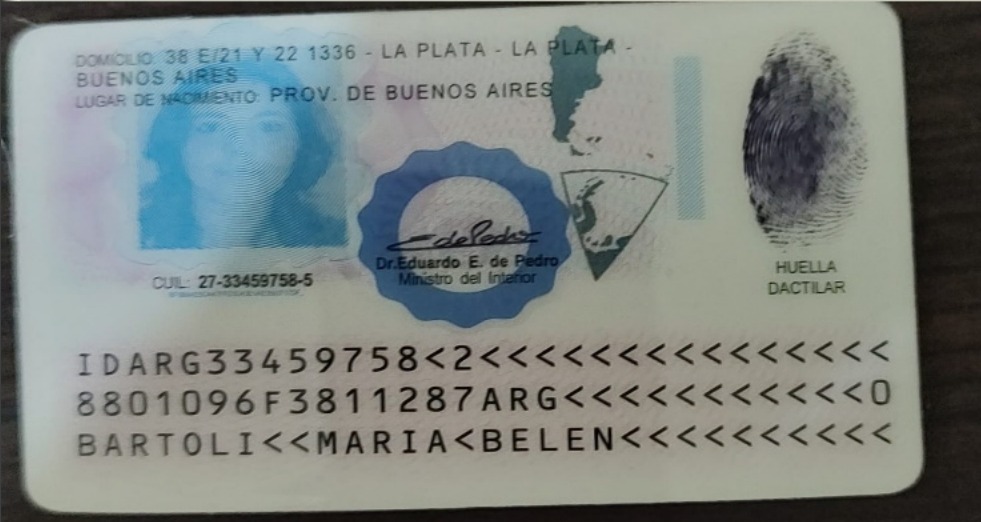 DOMICILIO: 38 E/21 Y 22 1336 - LA PLATA - LA PLATA -
BUENOS AIRES
LUGAR DE NACIMIENTO: PROV. DE BUENOS AIRES
Dr.Eduardo E. de Pedro
Ministro del Interior
CUIL: 27-33459758-5
HUELLA
DACTILAR
IDARG33459758<2<<<<<<<<<<<<<<<
8801096F3811287ARG<<<<<<<<<<<0
BARTOLI<<MARIA<BELEN<<<<<<<<<<